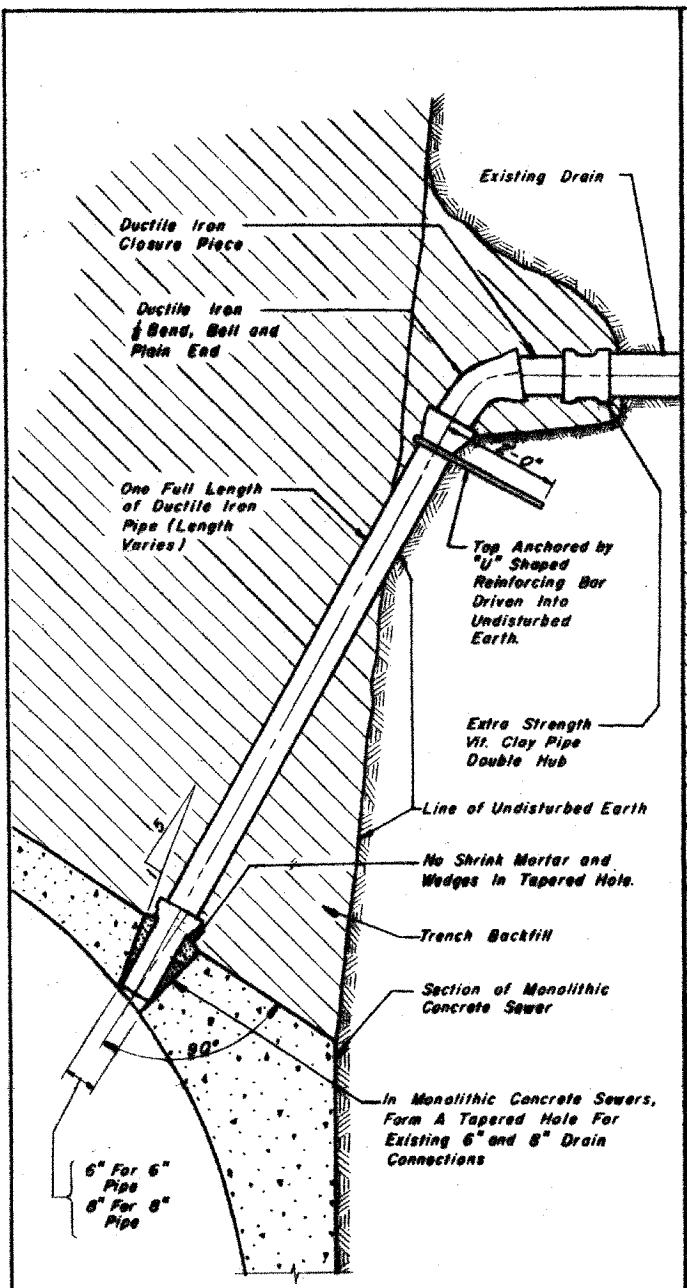 Existing Drain
Ductile Iron
Closure Piece
Ductile Iron
⅛ Bend, Bell and
Plain End
2'-0"
One Full Length
of Ductile Iron
Pipe (Length
Varies)
Top Anchored by
"U" Shaped
Reinforcing Bar
Driven Into
Undisturbed
Earth.
Extra Strength
Vit. Clay Pipe
Double Hub
Line of Undisturbed Earth
5
1
No Shrink Mortar and
Wedges In Tapered Hole.
Trench Backfill
Section of Monolithic
Concrete Sewer
90°
In Monolithic Concrete Sewers,
Form A Tapered Hole For
Existing 6" and 8" Drain
Connections
6" For 6"
Pipe
8" For 8"
Pipe